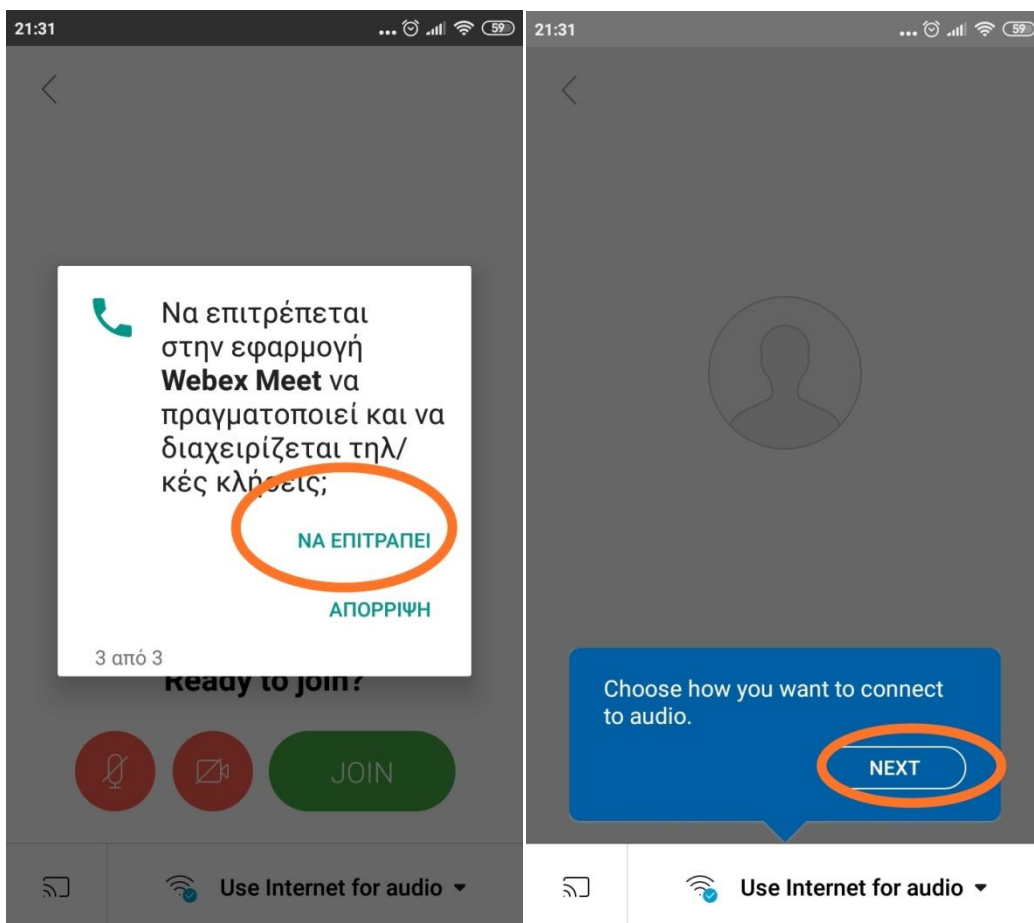 21:31
59
Να επιτρέπεται
στην εφαρμογή
Webex Meet να
πραγματοποιεί και να
διαχειρίζεται τηλ/
κές κλήσεις;
ΝΑ ΕΠΙΤΡΑΠΕΙ
ΑΠΟΡΡΙΨΗ
3 από 3
Ready to join?
JOIN
Use Internet for audio
21:31
59
Choose how you want to connect
to audio.
NEXT
Use Internet for audio